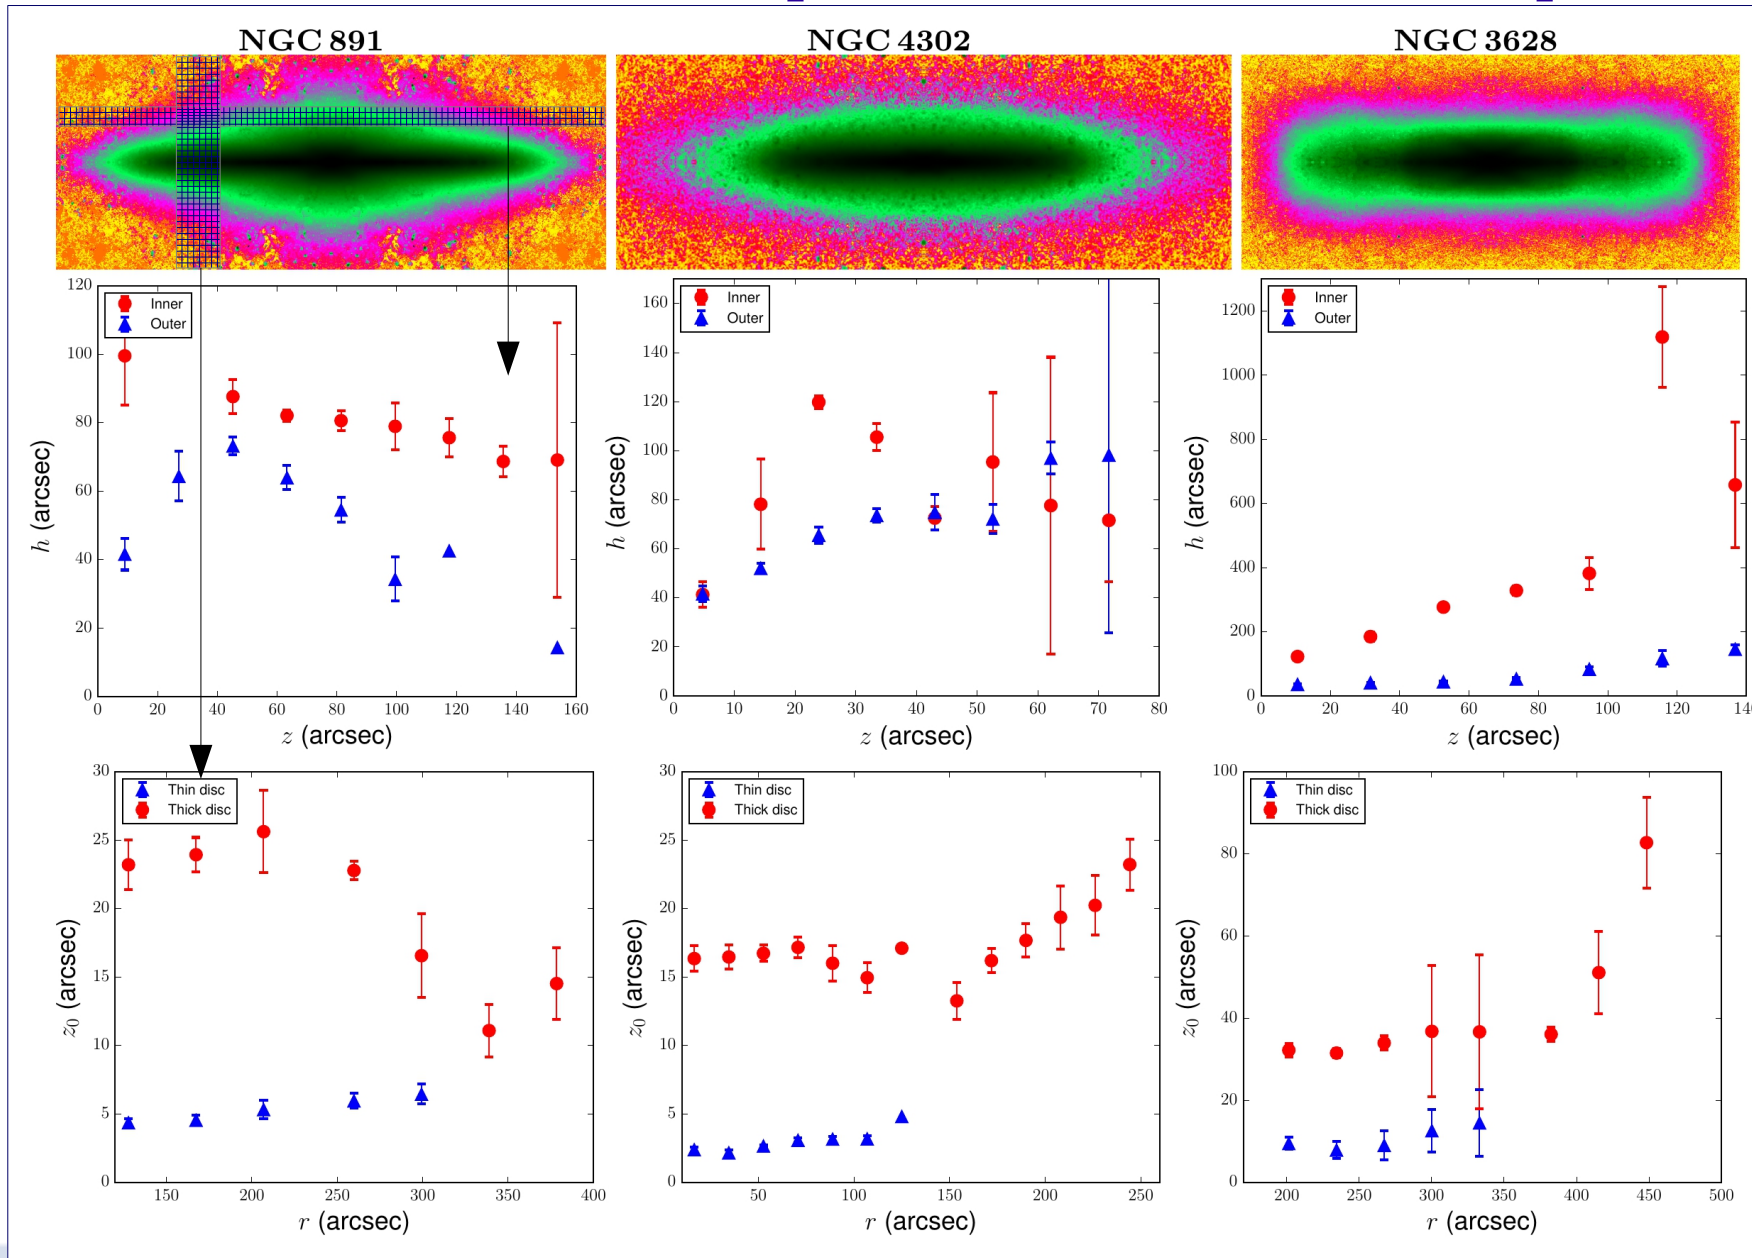 NGC 891
NGC 4302
NGC 3628
120
100
80
60
40
20
0
h (arcsec)
Inner
Outer
0 20 40 60 80 100 120 140 160
z (arcsec)
160
140
120
100
80
60
40
20
0
h (arcsec)
Inner
Outer
0 10 20 30 40 50 60 70 80
z (arcsec)
1200
1000
800
600
400
200
0
h (arcsec)
Inner
Outer
0 20 40 60 80 100 120
z (arcsec)
30
25
20
15
10
5
0
z0 (arcsec)
Thin disc
Thick disc
150 200 250 300 350 400
r (arcsec)
30
25
20
15
10
5
0
z0 (arcsec)
Thin disc
Thick disc
50 100 150 200 250
r (arcsec)
100
80
60
40
20
0
z0 (arcsec)
Thin disc
Thick disc
200 250 300 350 400 450 500
r (arcsec)